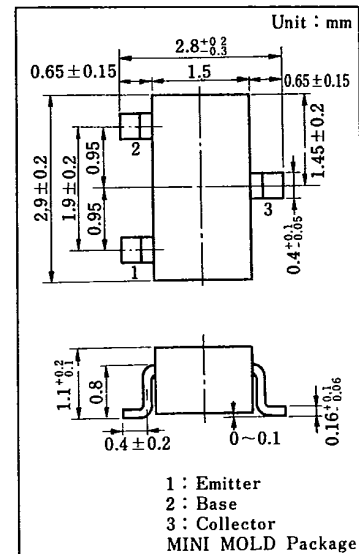 Unit : mm
2.8 +0.2 -0.3
0.65±0.15
1.5
0.65±0.15
2.9±0.2
1.9±0.2
0.95
0.95
2
1
3
1.45±0.2
0.4 +0.1 -0.05
1.1 +0.2 -0.1
0.8
0.4±0.2
0~0.1
0.16 +0.1 -0.06
1 : Emitter
2 : Base
3 : Collector
MINI MOLD Package